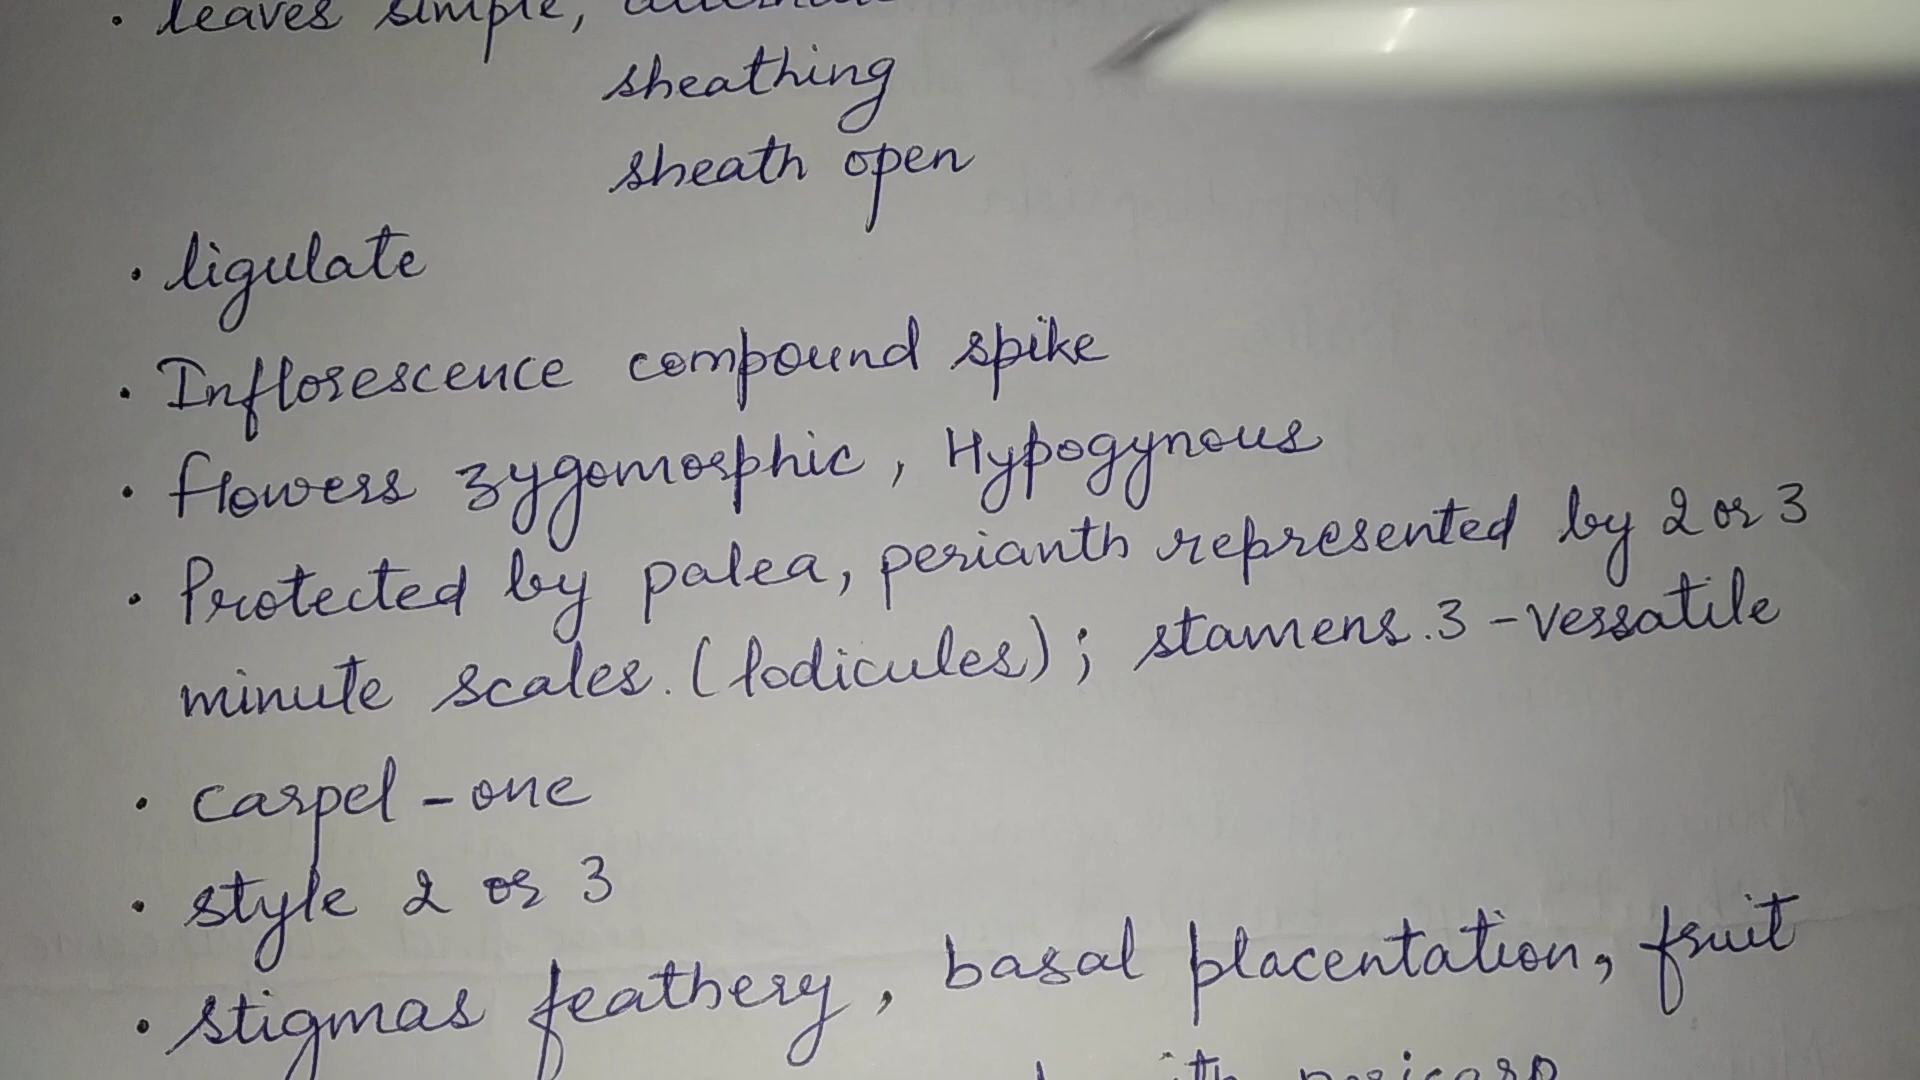 • leaves simple,
sheathing
sheath open
• ligulate
• Inflorescence compound spike
• flowers zygomorphic, Hypogynous
• Protected by palea, perianth represented by 2 or 3
minute scales. (lodicules); stamens. 3 - versatile
• carpel - one
• style 2 or 3
• stigmas feathery, basal placentation, fruit
with pericarp